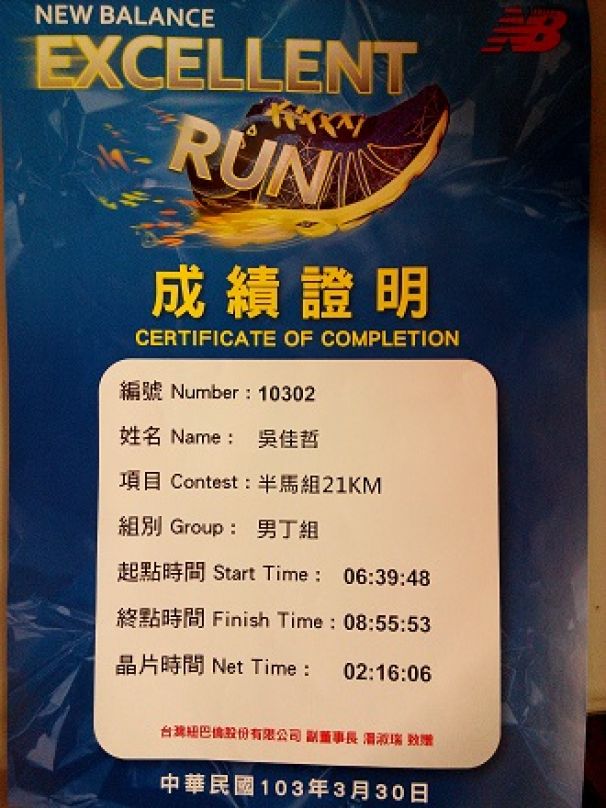 NEW BALANCE
EXCELLENT
RUN
NB
成績證明
CERTIFICATE OF COMPLETION
編號 Number : 10302
姓名 Name : 吳佳哲
項目 Contest : 半馬組21KM
組別 Group : 男丁組
起點時間 Start Time : 06:39:48
終點時間 Finish Time : 08:55:53
晶片時間 Net Time : 02:16:06
台灣紐巴倫股份有限公司 副董事長 潘淑瑞 致贈
中華民國103年3月30日